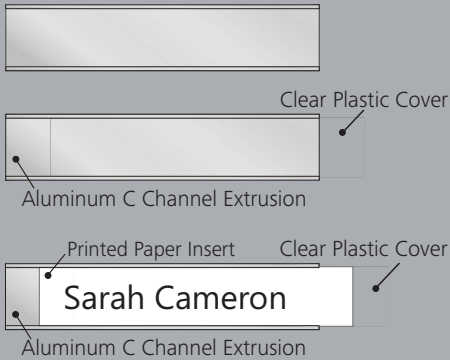 Clear Plastic Cover
Aluminum C Channel Extrusion
Printed Paper Insert
Clear Plastic Cover
Sarah Cameron
Aluminum C Channel Extrusion